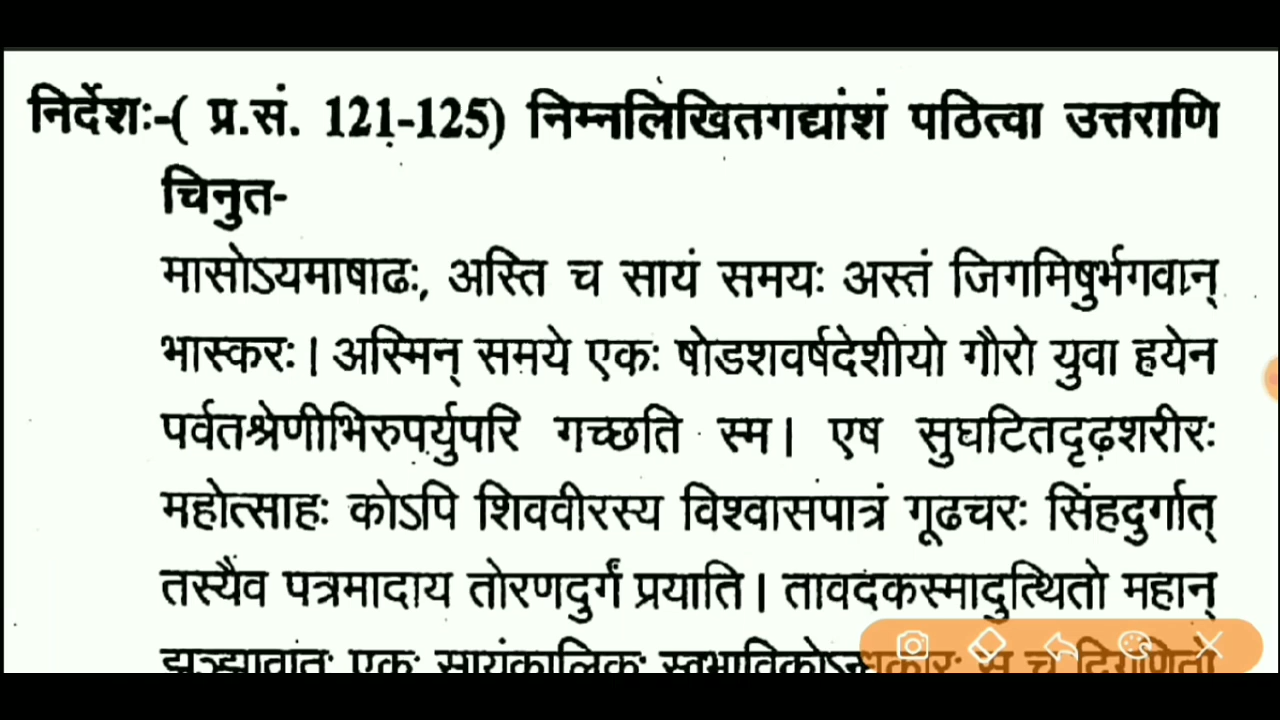 निर्देशः-( प्र.सं. 121-125) निम्नलिखितगद्यांशं पठित्वा उत्तराणि
चिनुत-
मासोऽयमाषाढः, अस्ति च सायं समयः अस्तं जिगमिषुर्भगवान्
भास्करः। अस्मिन् समये एकः षोडशवर्षदेशीयो गौरो युवा हयेन
पर्वतश्रेणीभिरुपर्युपरि गच्छति स्म। एष सुघटितदृढ़शरीरः
महोत्साहः कोऽपि शिववीरस्य विश्वासपात्रं गूढचरः सिंहदुर्गात्
तस्यैव पत्रमादाय तोरणदुर्गं प्रयाति। तावदकस्मादुत्थितो महान्
एकः सायंकालिकः